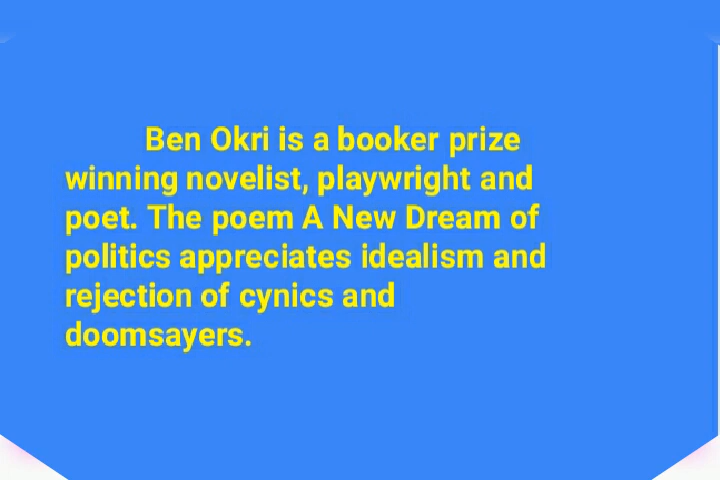 Ben Okri is a booker prize
winning novelist, playwright and
poet. The poem A New Dream of
politics appreciates idealism and
rejection of cynics and
doomsayers.